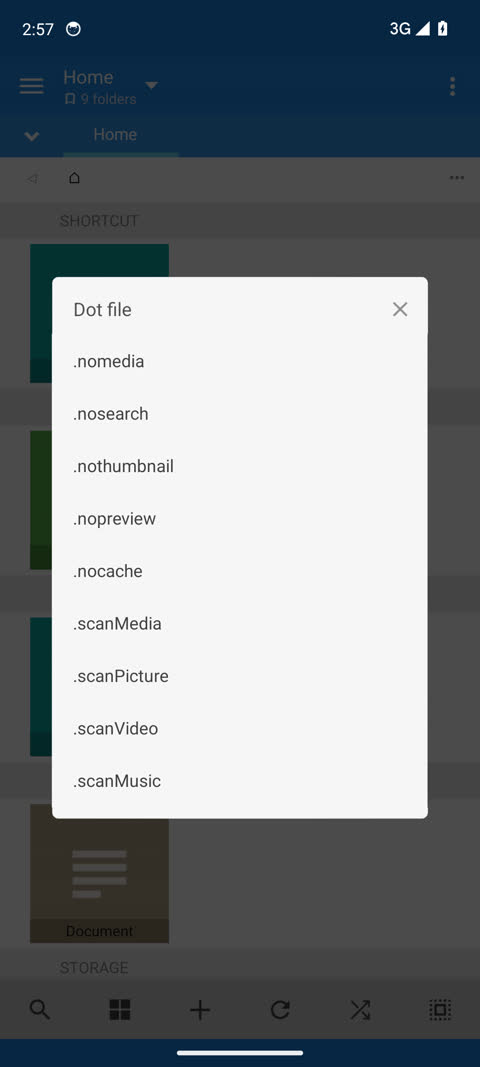 2:57
3G
Home
9 folders
Home
SHORTCUT
Dot file
.nomedia
.nosearch
.nothumbnail
.nopreview
.nocache
.scanMedia
.scanPicture
.scanVideo
.scanMusic
Document
STORAGE